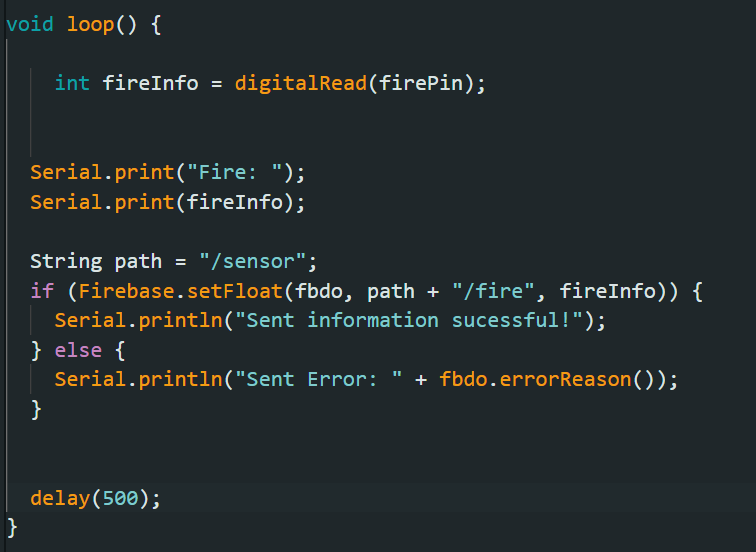 void loop() {
int fireInfo = digitalRead(firePin);
Serial.print("Fire: ");
Serial.print(fireInfo);
String path = "/sensor";
if (Firebase.setFloat(fbdo, path + "/fire", fireInfo)) {
Serial.println("Sent information sucessful!");
} else {
Serial.println("Sent Error: " + fbdo.errorReason());
}
delay(500);
}